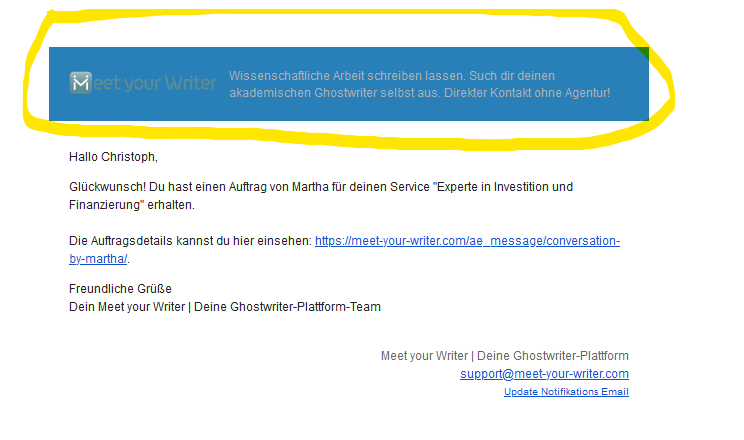 Meet your Writer
Wissenschaftliche Arbeit schreiben lassen. Such dir deinen
akademischen Ghostwriter selbst aus. Direkter Kontakt ohne Agentur!
Hallo Christoph,
Glückwunsch! Du hast einen Auftrag von Martha für deinen Service "Experte in Investition und
Finanzierung" erhalten.
Die Auftragsdetails kannst du hier einsehen: https://meet-your-writer.com/ae_message/conversation-
by-martha/.
Freundliche Grüße
Dein Meet your Writer | Deine Ghostwriter-Plattform-Team
Meet your Writer | Deine Ghostwriter-Plattform
support@meet-your-writer.com
Update Notifikations Email